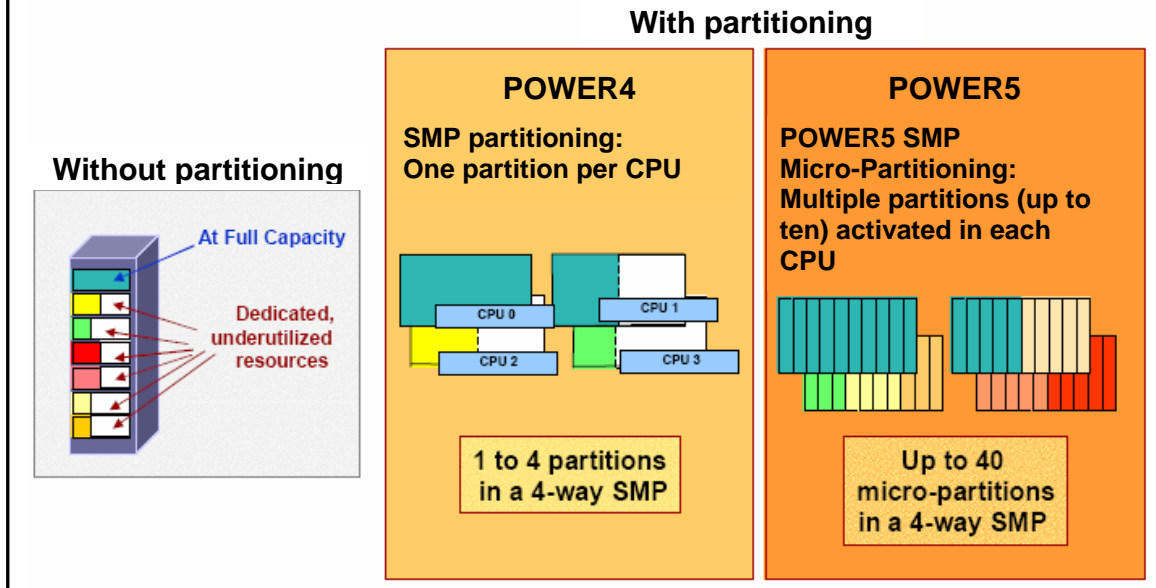 With partitioning
Without partitioning
At Full Capacity
Dedicated,
underutilized
resources
POWER4
SMP partitioning:
One partition per CPU
CPU 0
CPU 1
CPU 2
CPU 3
1 to 4 partitions
in a 4-way SMP
POWER5
POWER5 SMP
Micro-Partitioning:
Multiple partitions (up to
ten) activated in each
CPU
Up to 40
micro-partitions
in a 4-way SMP